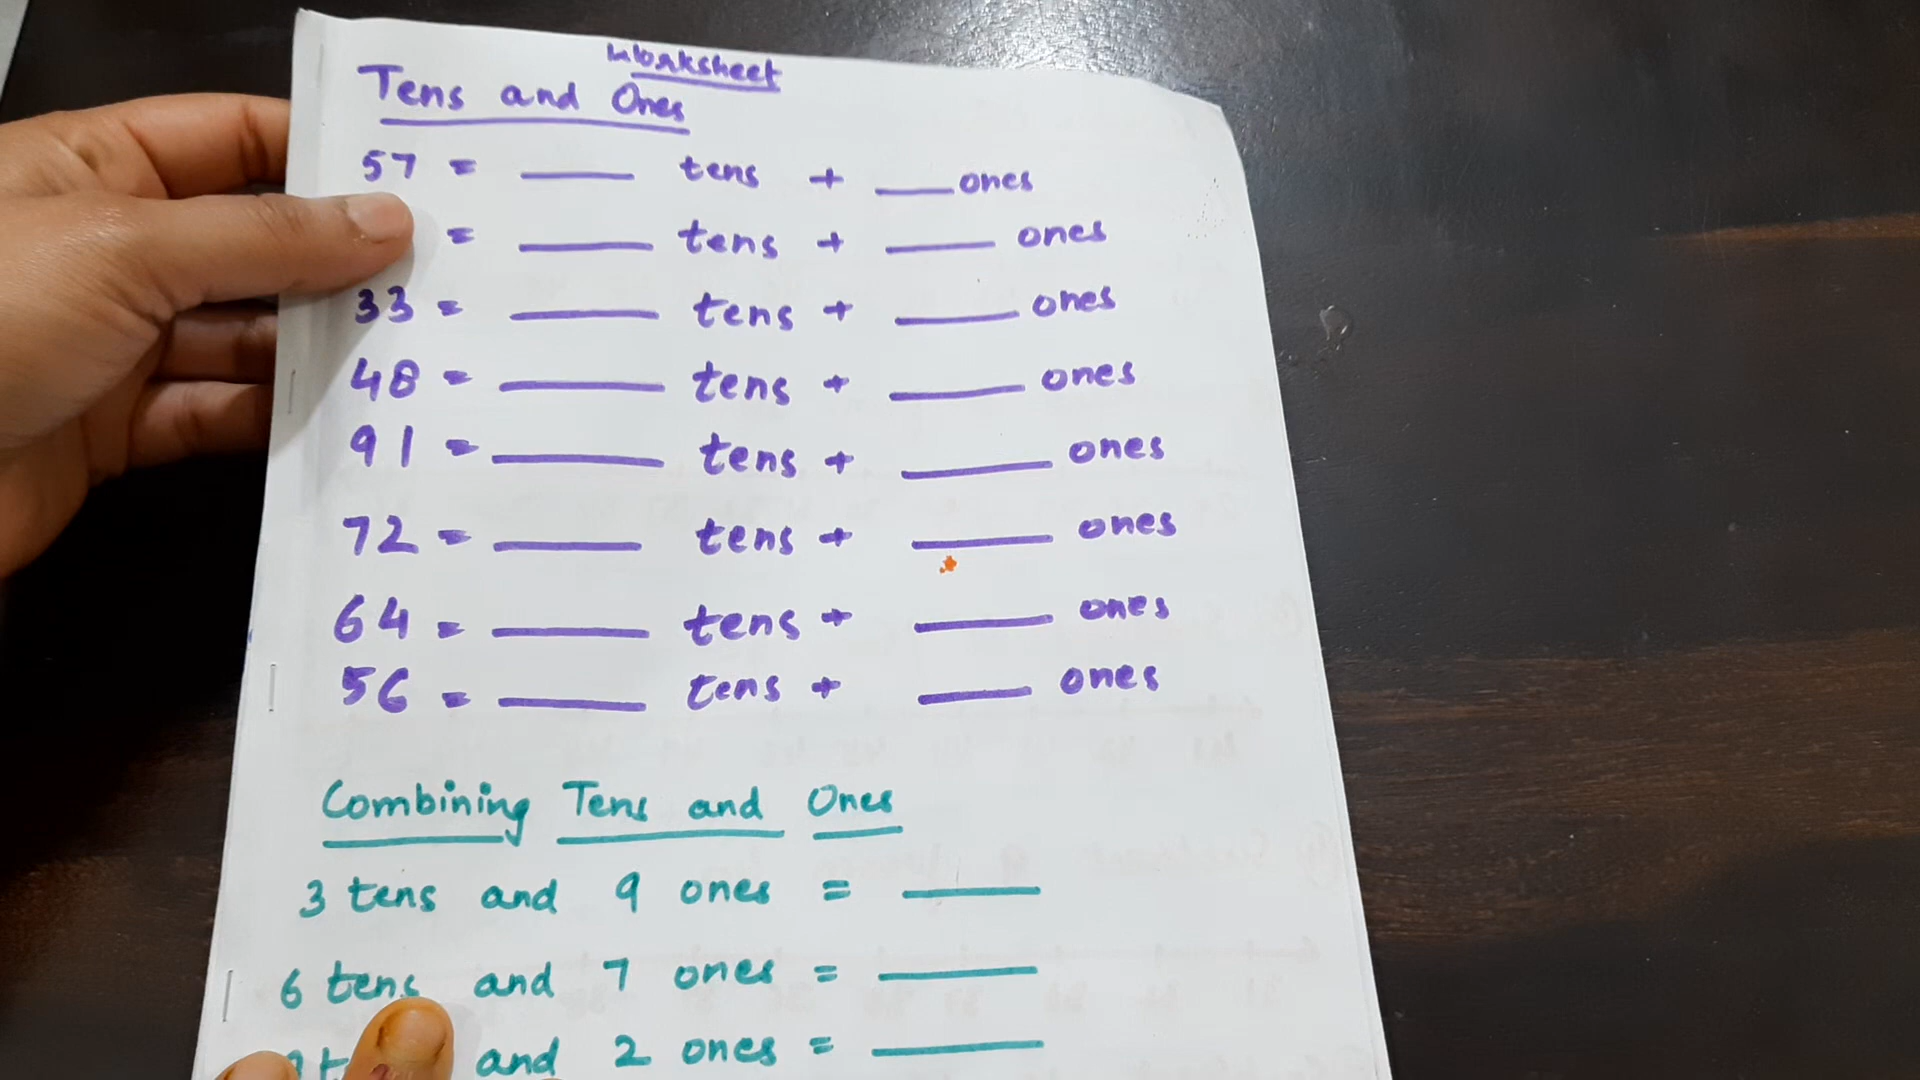 Worksheet
Tens and Ones
57 = ____ tens + ___ ones
= ____ tens + ____ ones
33 = ____ tens + ____ ones
48 = ____ tens + ____ ones
91 = ____ tens + ____ ones
72 = ____ tens + ____ ones
64 = ____ tens + ____ ones
56 = ____ tens + ____ ones
Combining Tens and Ones
3 tens and 9 ones = ____
6 tens and 7 ones = ____
and 2 ones = ____